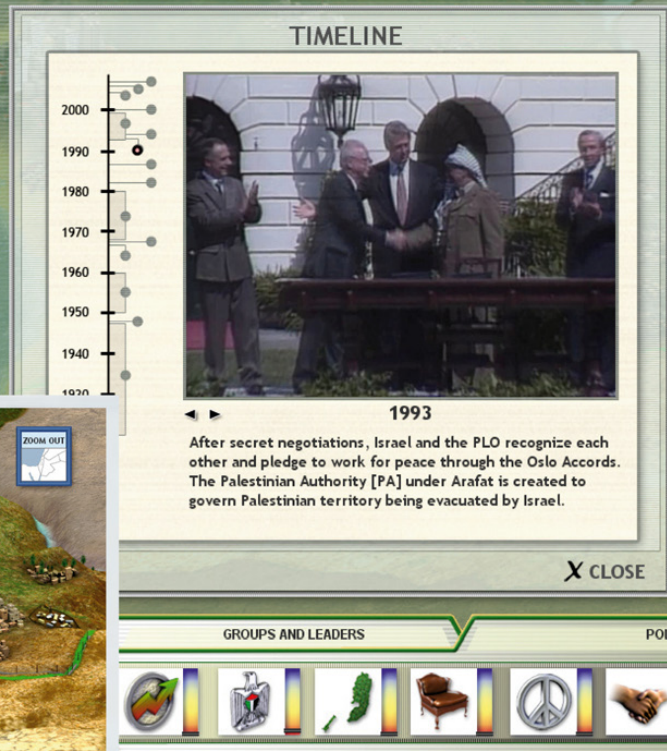 TIMELINE
2000
1990
1980
1970
1960
1950
1940
1993
After secret negotiations, Israel and the PLO recognize each
other and pledge to work for peace through the Oslo Accords.
The Palestinian Authority [PA] under Arafat is created to
govern Palestinian territory being evacuated by Israel.
ZOOM OUT
X CLOSE
GROUPS AND LEADERS